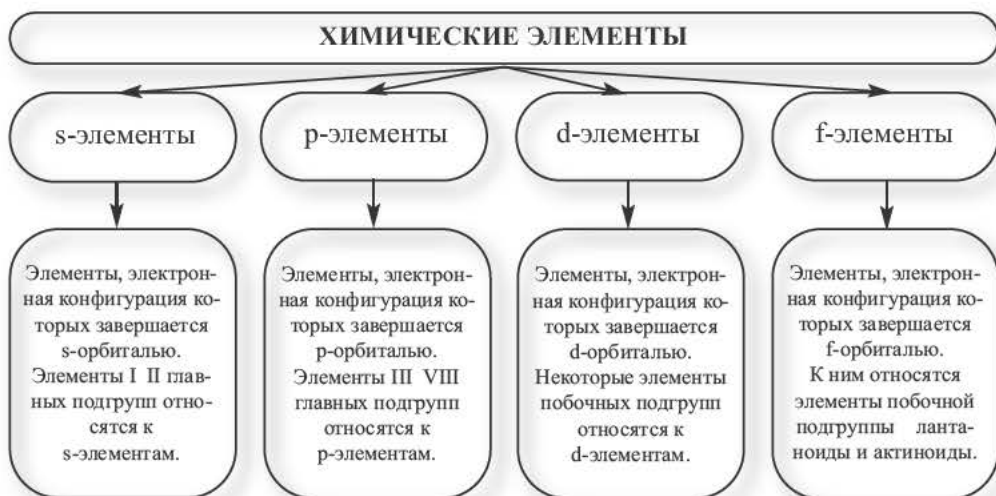 ХИМИЧЕСКИЕ ЭЛЕМЕНТЫ
s-элементы
p-элементы
d-элементы
f-элементы
Элементы, электрон-
ная конфигурация ко-
торых завершается
s-орбиталью.
Элементы I II глав-
ных подгрупп отно-
сятся к
s-элементам.
Элементы, электрон-
ная конфигурация ко-
торых завершается
p-орбиталью.
Элементы III VIII
главных подгрупп
относятся к
p-элементам.
Элементы, электрон-
ная конфигурация ко-
торых завершается
d-орбиталью.
Некоторые элементы
побочных подгрупп
относятся к
d-элементам.
Элементы, электрон-
ная конфигурация ко-
торых завершается
f-орбиталью.
К ним относятся
элементы побочной
подгруппы ланта-
ноиды и актиноиды.